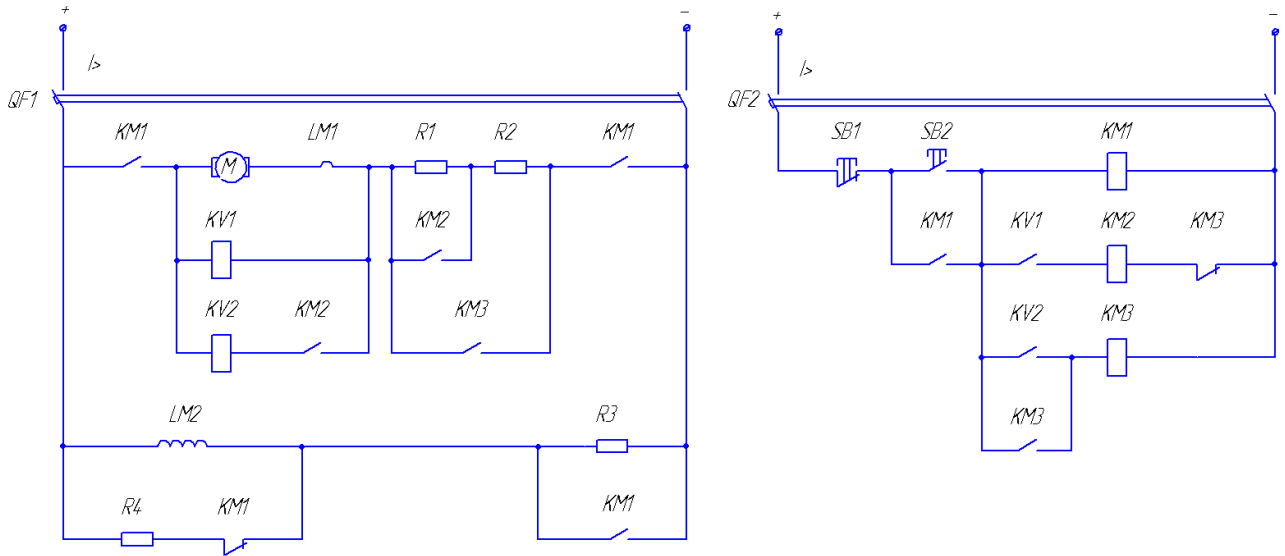 + − + −
I> I>
QF1 QF2
KM1 LM1 R1 R2 KM1 SB1 SB2 KM1
M
KV1 KM2 KM1 KV1 KM2 KM3
KV2 KM2 KM3 KV2 KM3
LM2 R3 KM3
R4 KM1 KM1